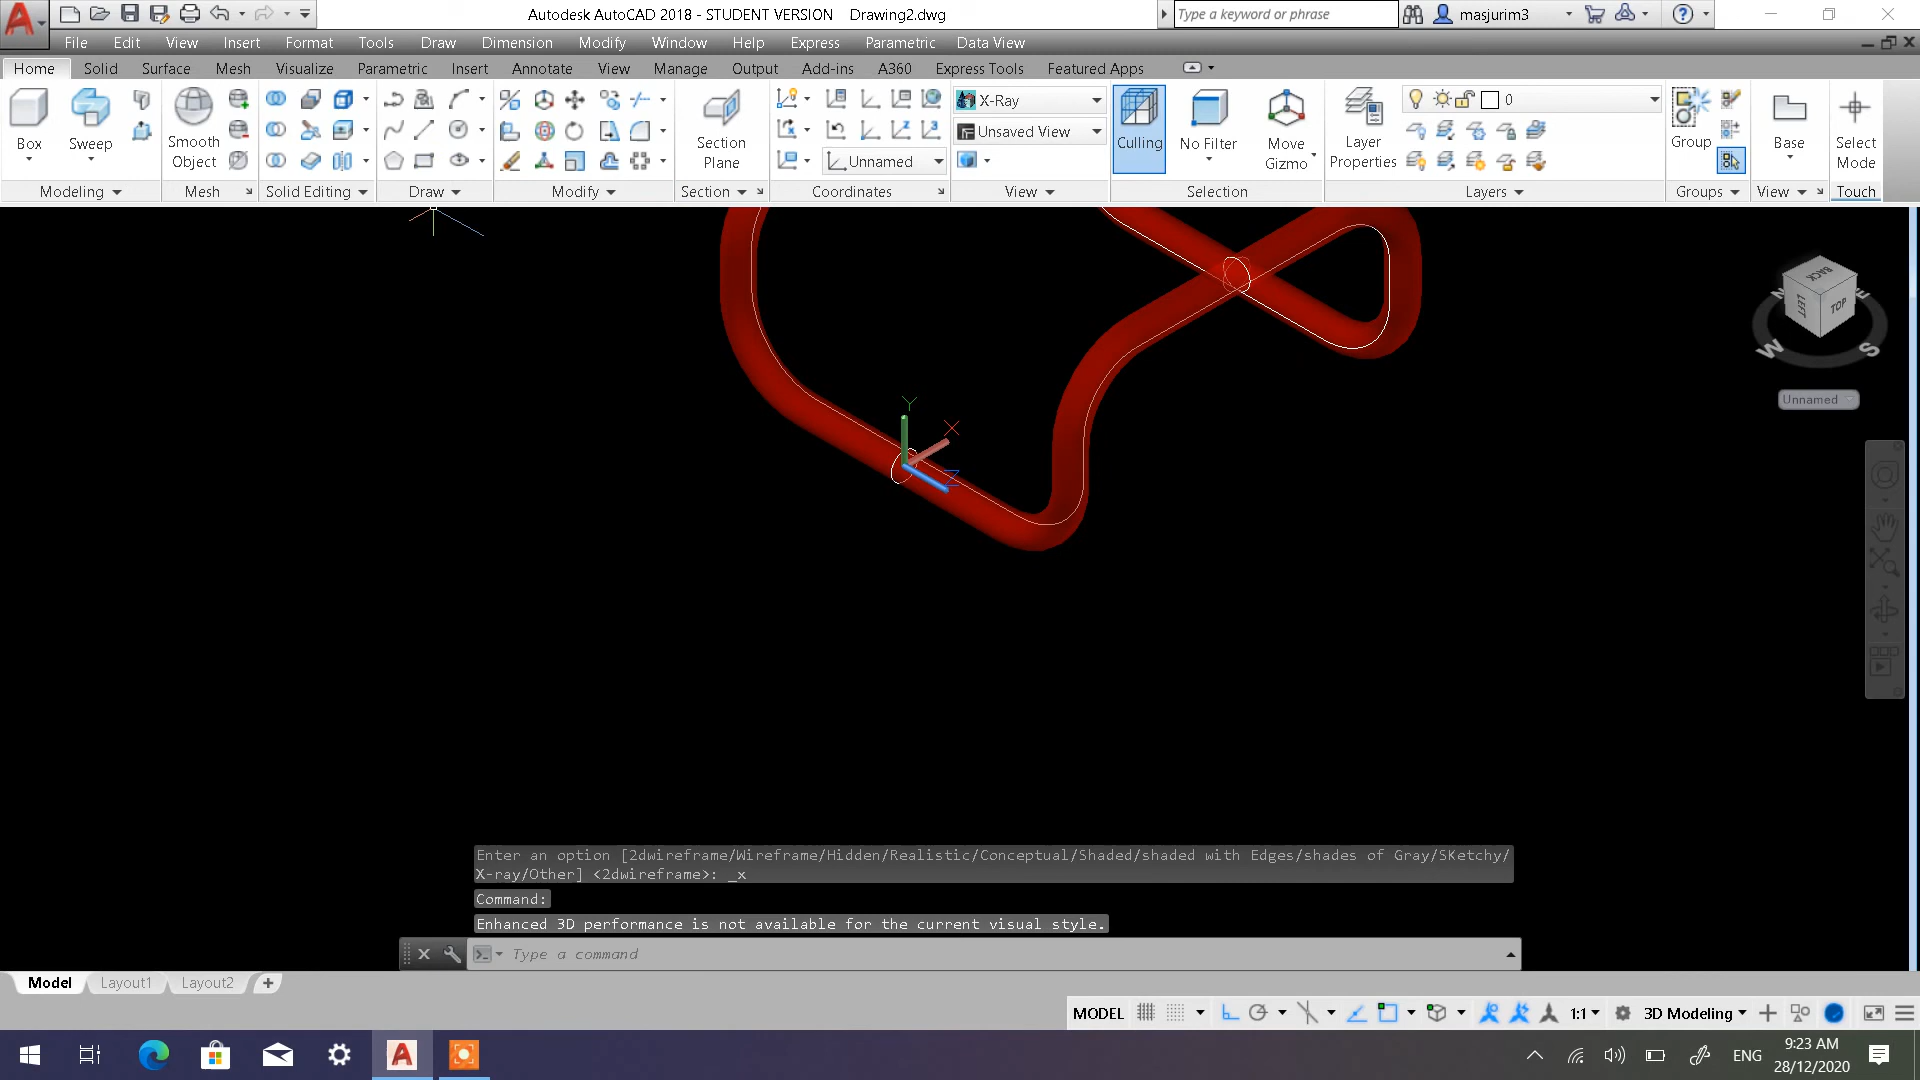 Autodesk AutoCAD 2018 - STUDENT VERSION Drawing2.dwg
Type a keyword or phrase
masjurim3
File Edit View Insert Format Tools Draw Dimension Modify Window Help Express Parametric Data View
Home Solid Surface Mesh Visualize Parametric Insert Annotate View Manage Output Add-ins A360 Express Tools Featured Apps
Box
Sweep
Smooth Object
Section Plane
X-Ray
Unsaved View
Unnamed
Culling
No Filter
Move Gizmo
Layer Properties
0
Group
Base
Select Mode
Modeling Mesh Solid Editing Draw Modify Section Coordinates View Selection Layers Groups View Touch
BACK
LEFT
TOP
W
S
E
Unnamed
Y
X
Z
Enter an option [2dwireframe/Wireframe/Hidden/Realistic/Conceptual/Shaded/shaded with Edges/shades of Gray/SKetchy/
X-ray/Other] <2dwireframe>: _x
Command:
Enhanced 3D performance is not available for the current visual style.
Type a command
Model Layout1 Layout2 +
MODEL 1:1 3D Modeling
ENG
9:23 AM
28/12/2020